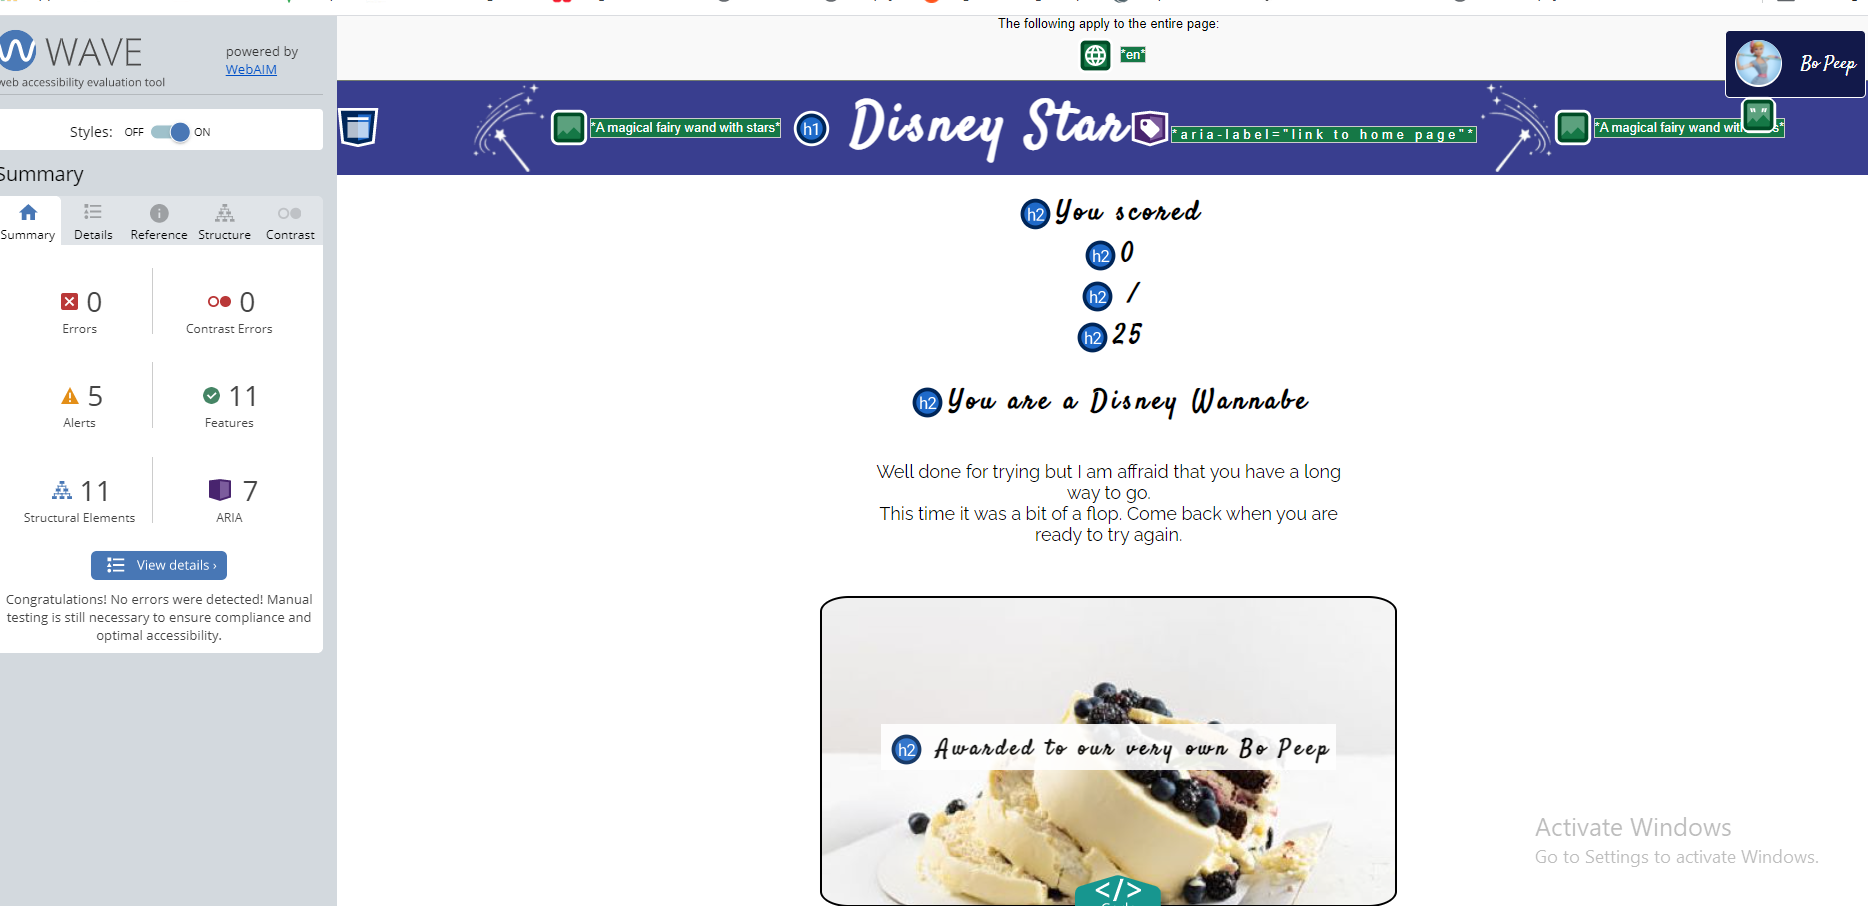 The following apply to the entire page:
*en*
WAVE
web accessibility evaluation tool
powered by
WebAIM
Styles: OFF ON
Summary
Summary Details Reference Structure Contrast
0 0
Errors Contrast Errors
5 11
Alerts Features
11 7
Structural Elements ARIA
View details ›
Congratulations! No errors were detected! Manual
testing is still necessary to ensure compliance and
optimal accessibility.
Bo Peep
*A magical fairy wand with stars* h1 Disney Star *aria-label="link to home page"* *A magical fairy wand wit s*
h2 You scored
h2 0
h2 /
h2 25
h2 You are a Disney Wannabe
Well done for trying but I am affraid that you have a long
way to go.
This time it was a bit of a flop. Come back when you are
ready to try again.
h2 Awarded to our very own Bo Peep
</>
Activate Windows
Go to Settings to activate Windows.